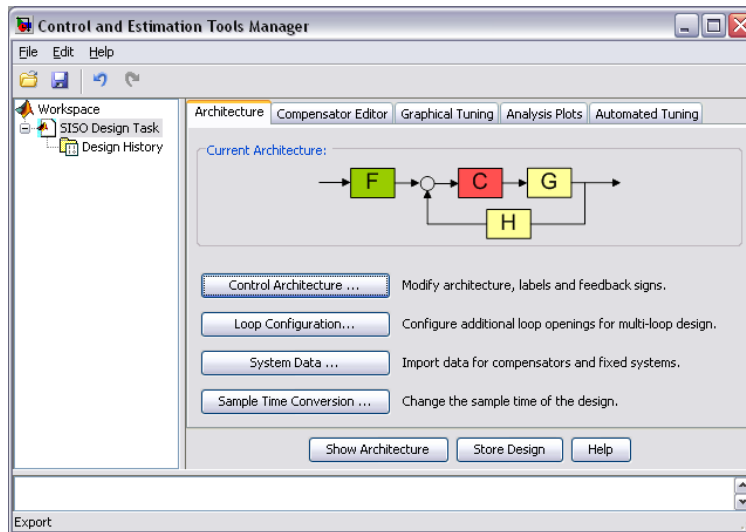 Control and Estimation Tools Manager
File Edit Help
Workspace
SISO Design Task
Design History
Architecture Compensator Editor Graphical Tuning Analysis Plots Automated Tuning
Current Architecture:
F C G
H
Control Architecture ... Modify architecture, labels and feedback signs.
Loop Configuration... Configure additional loop openings for multi-loop design.
System Data ... Import data for compensators and fixed systems.
Sample Time Conversion ... Change the sample time of the design.
Show Architecture Store Design Help
Export